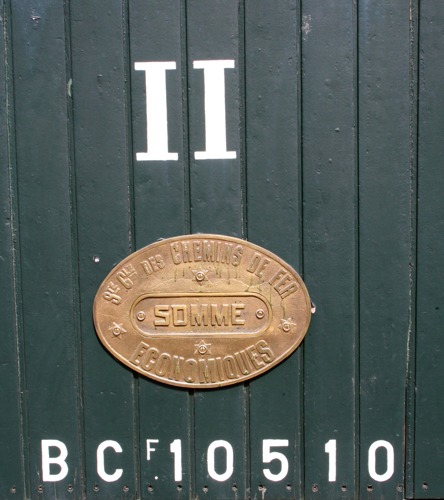 II
Sté Gle DES CHEMINS DE FER
SOMME
ECONOMIQUES
BCF. 10510